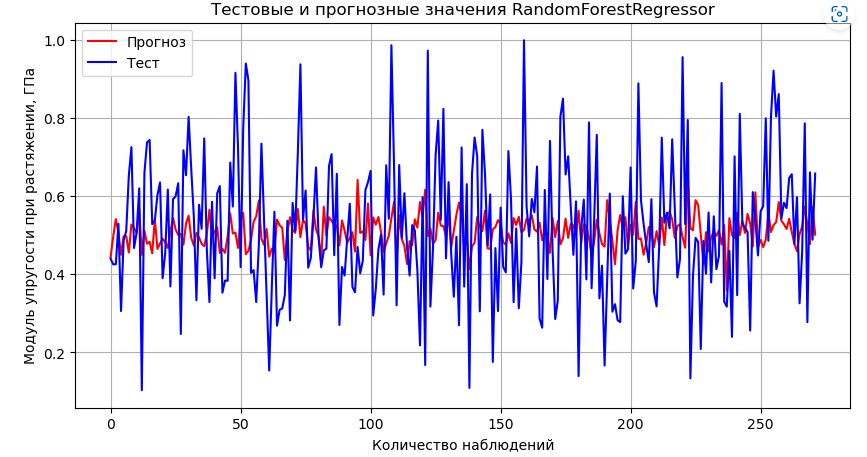 Тестовые и прогнозные значения RandomForestRegressor
Прогноз
Тест
Модуль упругости при растяжении, ГПа
1.0
0.8
0.6
0.4
0.2
0
50
100
150
200
250
Количество наблюдений